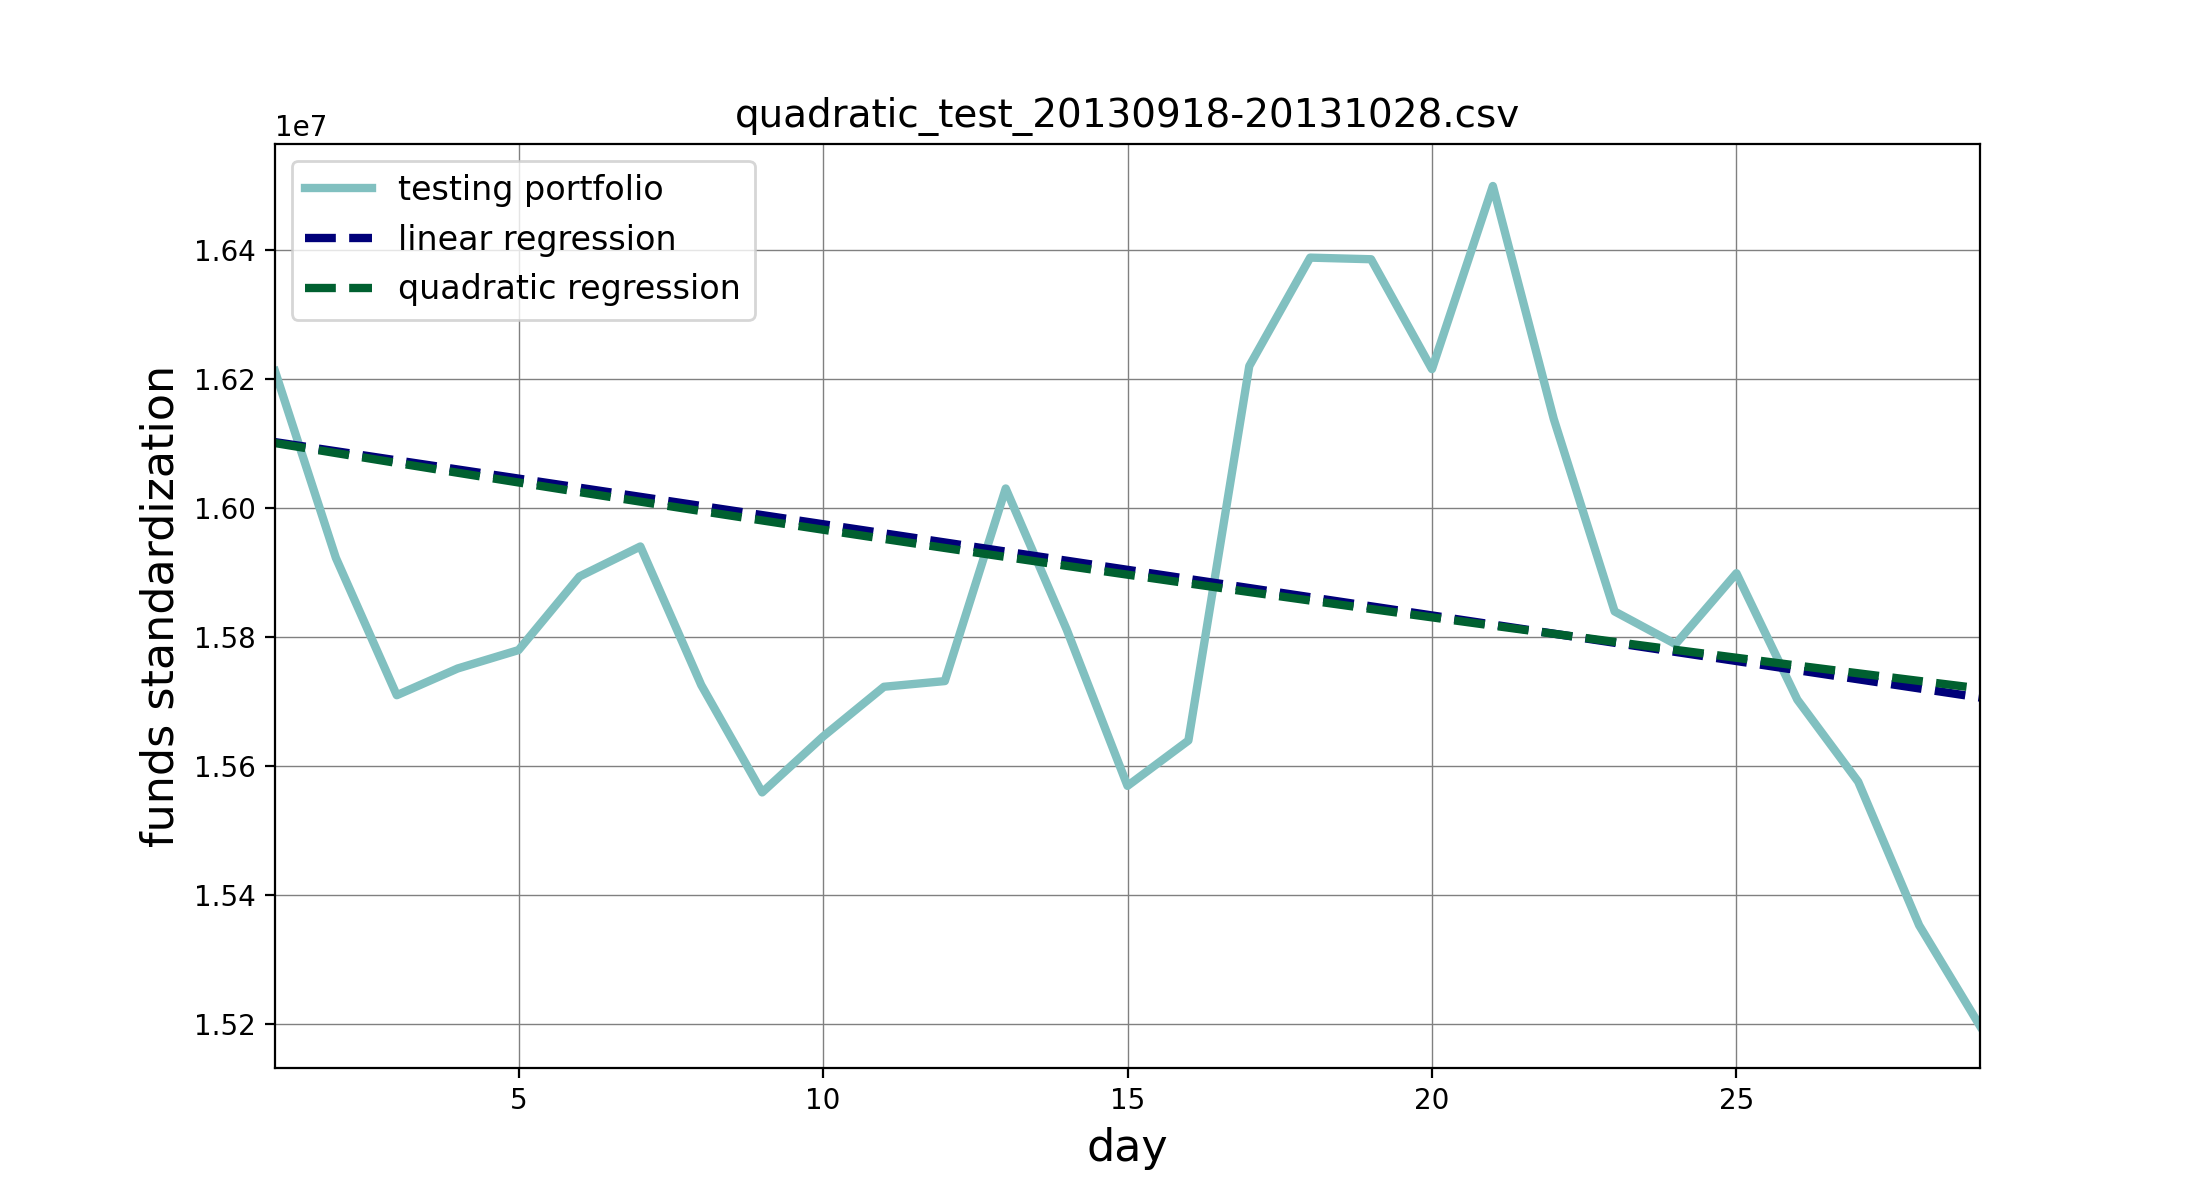 quadratic_test_20130918-20131028.csv
1e7
testing portfolio
linear regression
quadratic regression
funds standardization
1.64
1.62
1.60
1.58
1.56
1.54
1.52
5 10 15 20 25
day